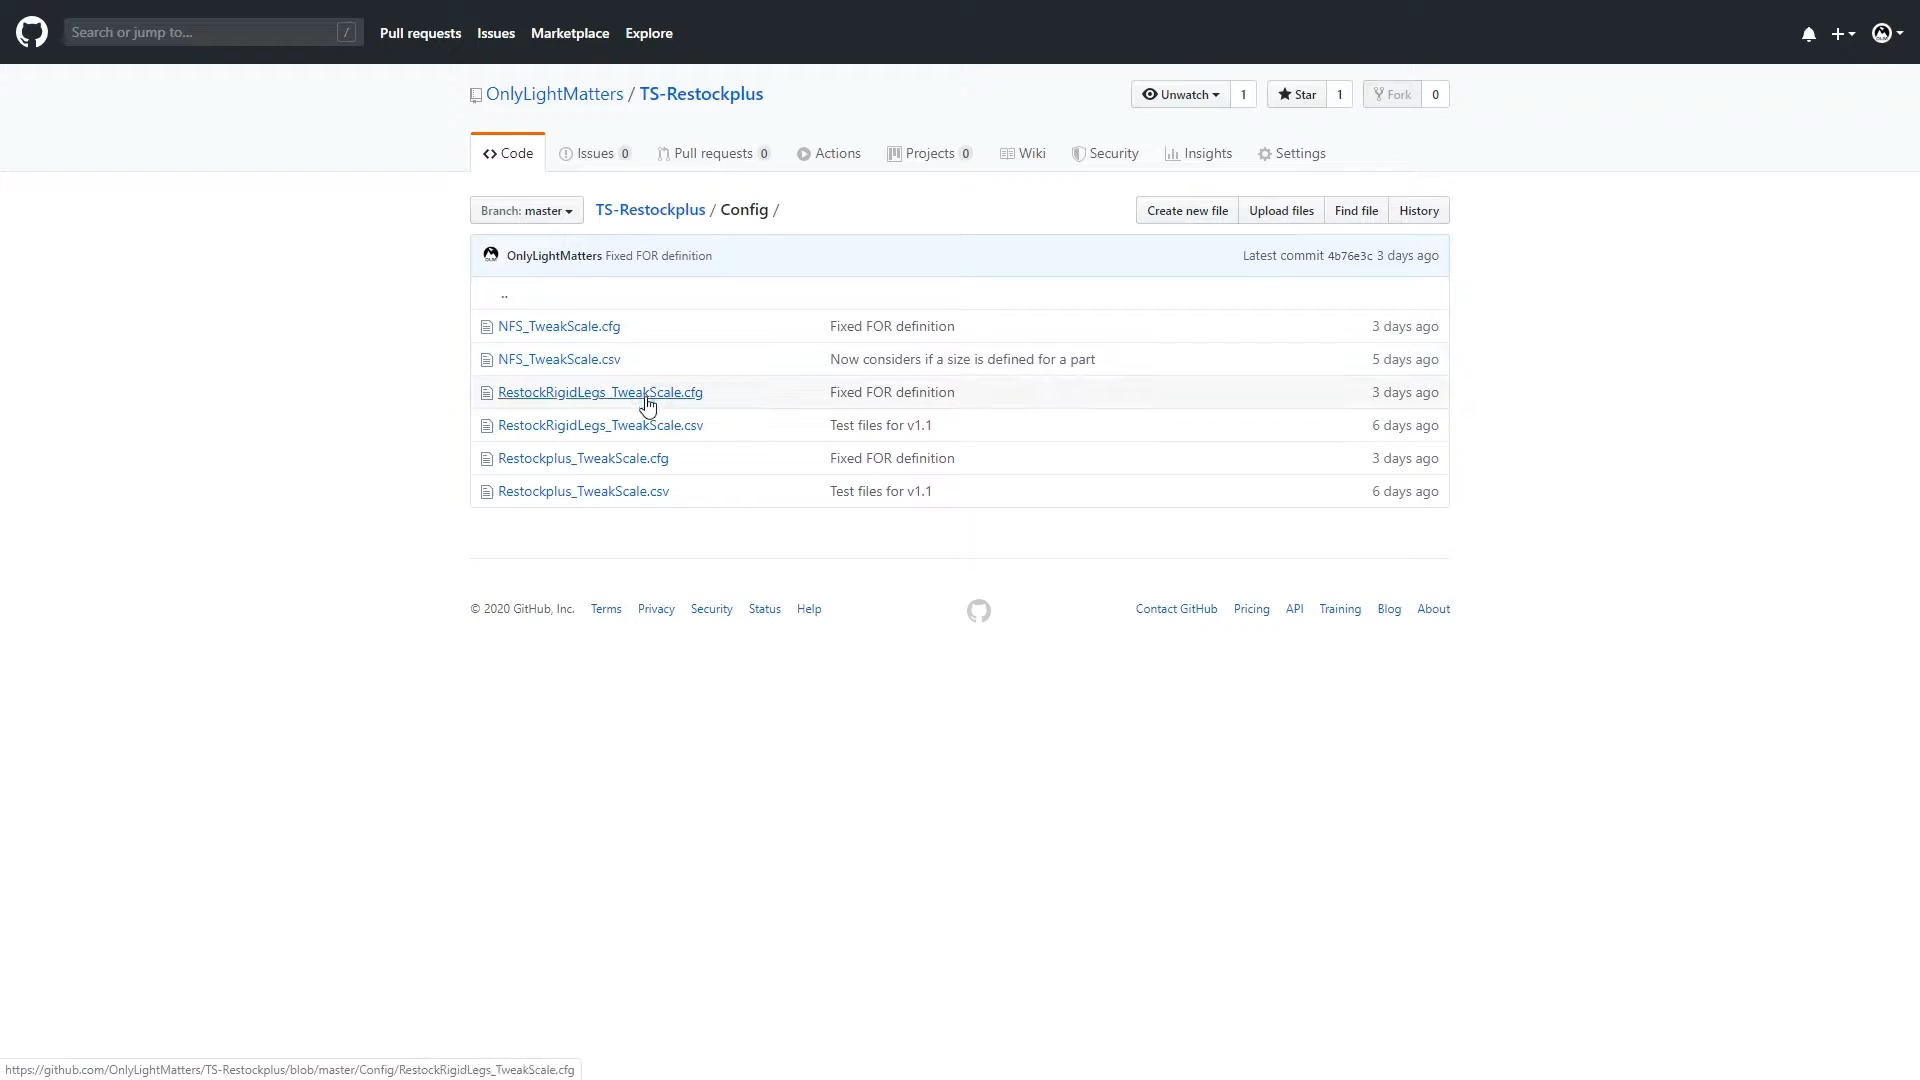 Search or jump to... / Pull requests Issues Marketplace Explore
OnlyLightMatters / TS-Restockplus Unwatch 1 Star 1 Fork 0
Code Issues 0 Pull requests 0 Actions Projects 0 Wiki Security Insights Settings
Branch: master TS-Restockplus / Config / Create new file Upload files Find file History
OnlyLightMatters Fixed FOR definition Latest commit 4b76e3c 3 days ago
..
NFS_TweakScale.cfg Fixed FOR definition 3 days ago
NFS_TweakScale.csv Now considers if a size is defined for a part 5 days ago
RestockRigidLegs_TweakScale.cfg Fixed FOR definition 3 days ago
RestockRigidLegs_TweakScale.csv Test files for v1.1 6 days ago
Restockplus_TweakScale.cfg Fixed FOR definition 3 days ago
Restockplus_TweakScale.csv Test files for v1.1 6 days ago
© 2020 GitHub, Inc. Terms Privacy Security Status Help Contact GitHub Pricing API Training Blog About
https://github.com/OnlyLightMatters/TS-Restockplus/blob/master/Config/RestockRigidLegs_TweakScale.cfg